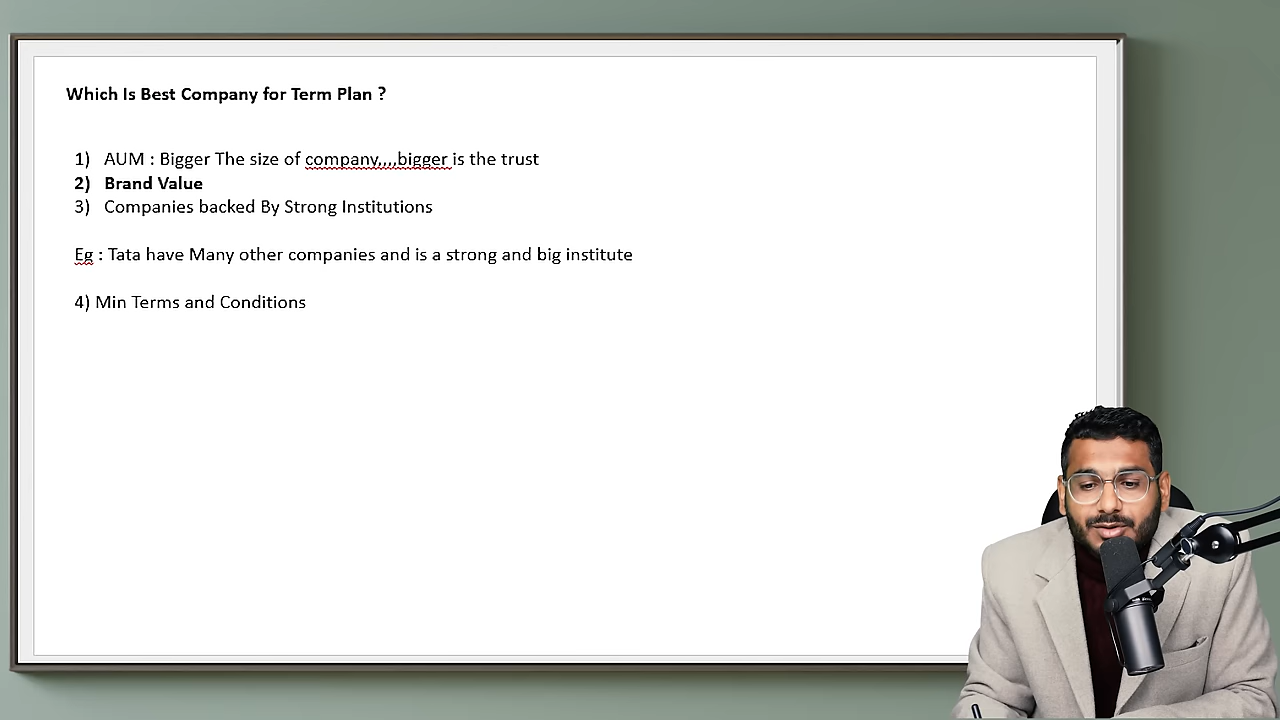 Which Is Best Company for Term Plan ?
1) AUM : Bigger The size of company,,,,bigger is the trust
2) Brand Value
3) Companies backed By Strong Institutions
Eg : Tata have Many other companies and is a strong and big institute
4) Min Terms and Conditions